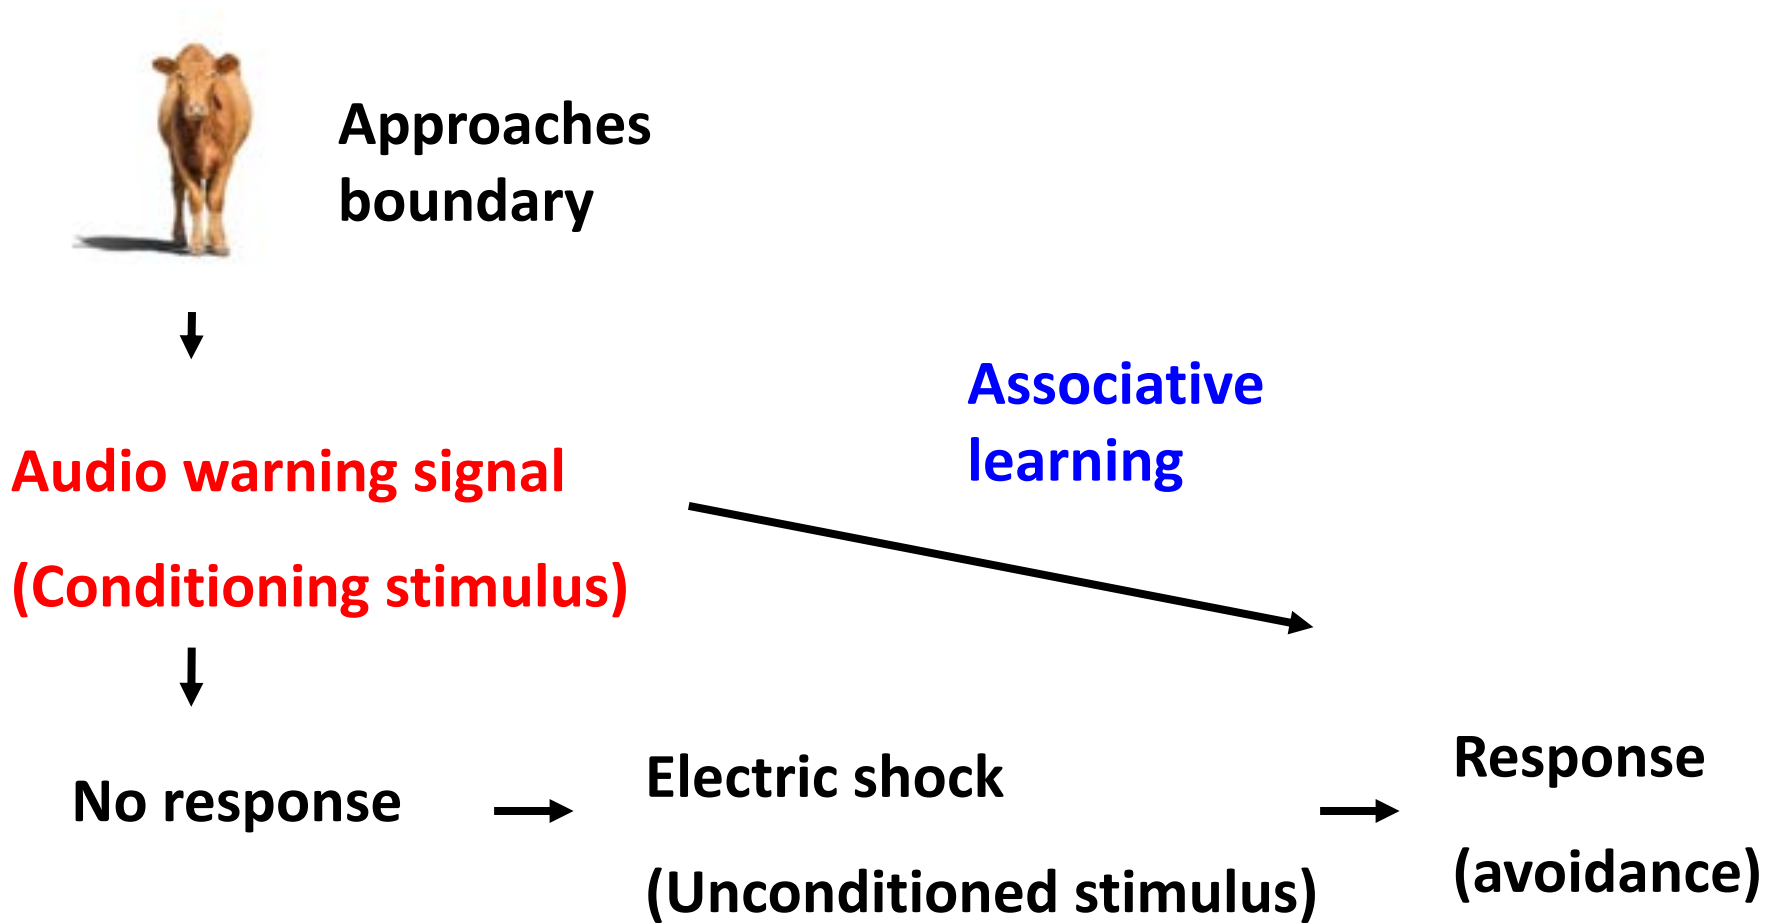 Approaches
boundary
Associative
learning
Audio warning signal
(Conditioning stimulus)
No response
Electric shock
(Unconditioned stimulus)
Response
(avoidance)